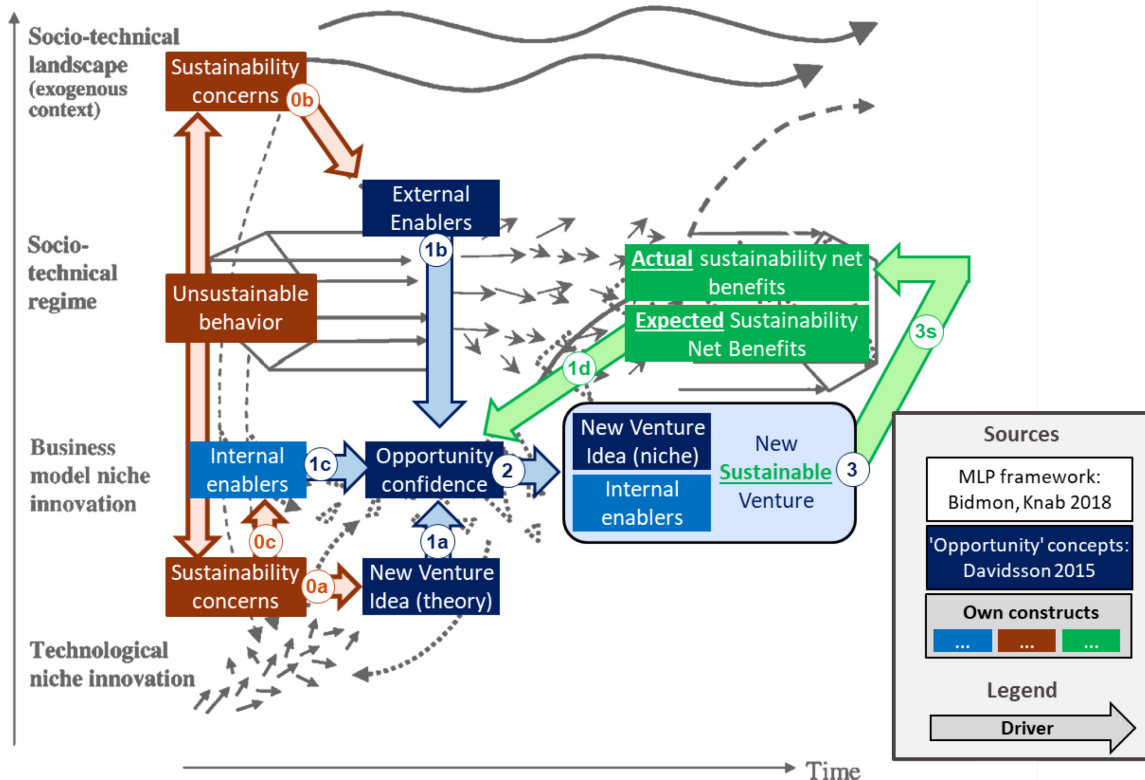 Socio-technical
landscape
(exogenous
context)
Sustainability
concerns
0b
External
Enablers
1b
Socio-
technical
regime
Unsustainable
behavior
Actual sustainability net
benefits
Expected Sustainability
Net Benefits
3s
1d
Business
model niche
innovation
Internal
enablers
1c
Opportunity
confidence
2
New Venture
Idea (niche)
Internal
enablers
New
Sustainable
Venture
3
0c
1a
Sustainability
concerns
0a
New Venture
Idea (theory)
Technological
niche innovation
Time
Sources
MLP framework:
Bidmon, Knab 2018
'Opportunity' concepts:
Davidsson 2015
Own constructs
... ... ...
Legend
Driver